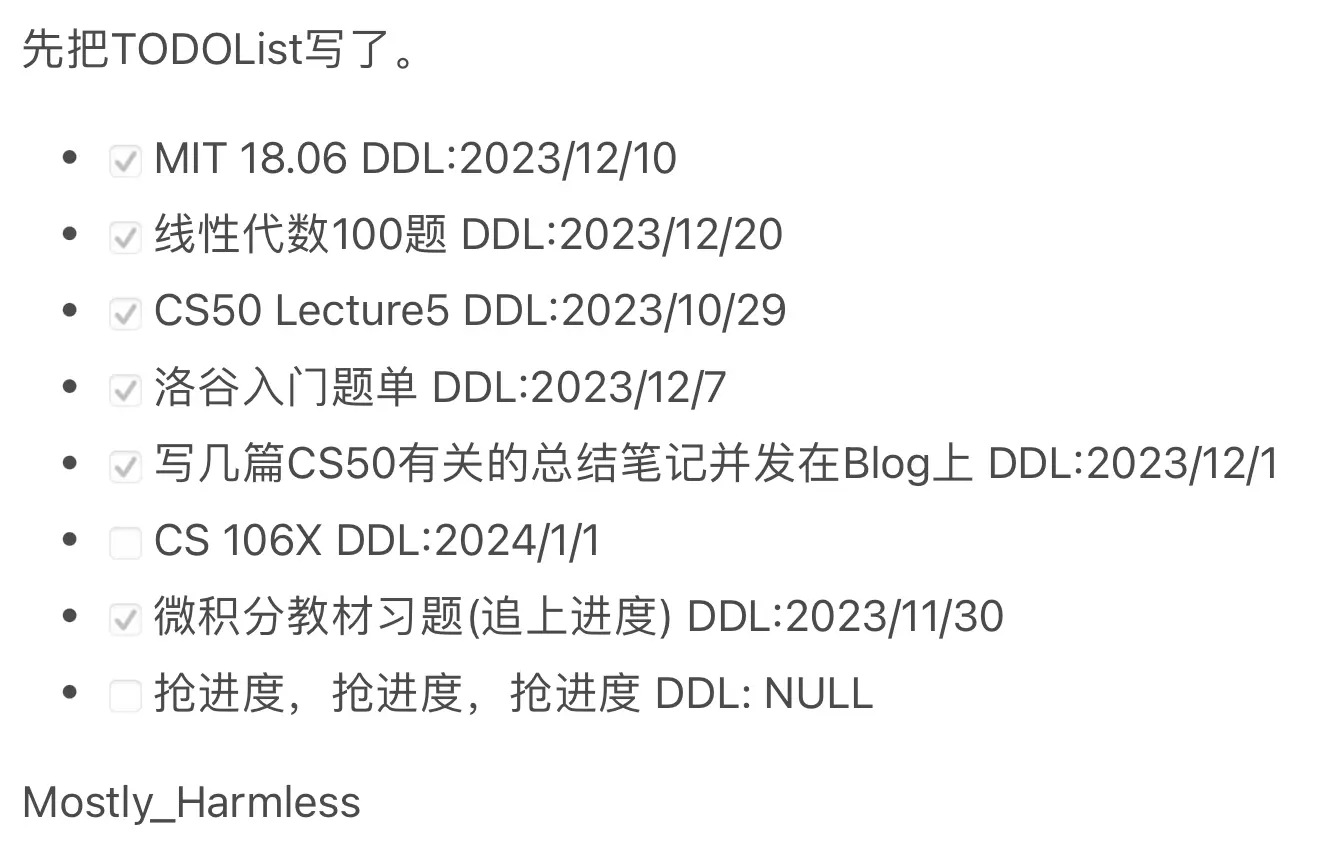 先把TODOList写了。
MIT 18.06 DDL:2023/12/10
线性代数100题 DDL:2023/12/20
CS50 Lecture5 DDL:2023/10/29
洛谷入门题单 DDL:2023/12/7
写几篇CS50有关的总结笔记并发在Blog上 DDL:2023/12/1
CS 106X DDL:2024/1/1
微积分教材习题(追上进度) DDL:2023/11/30
抢进度，抢进度，抢进度 DDL: NULL
Mostly_Harmless